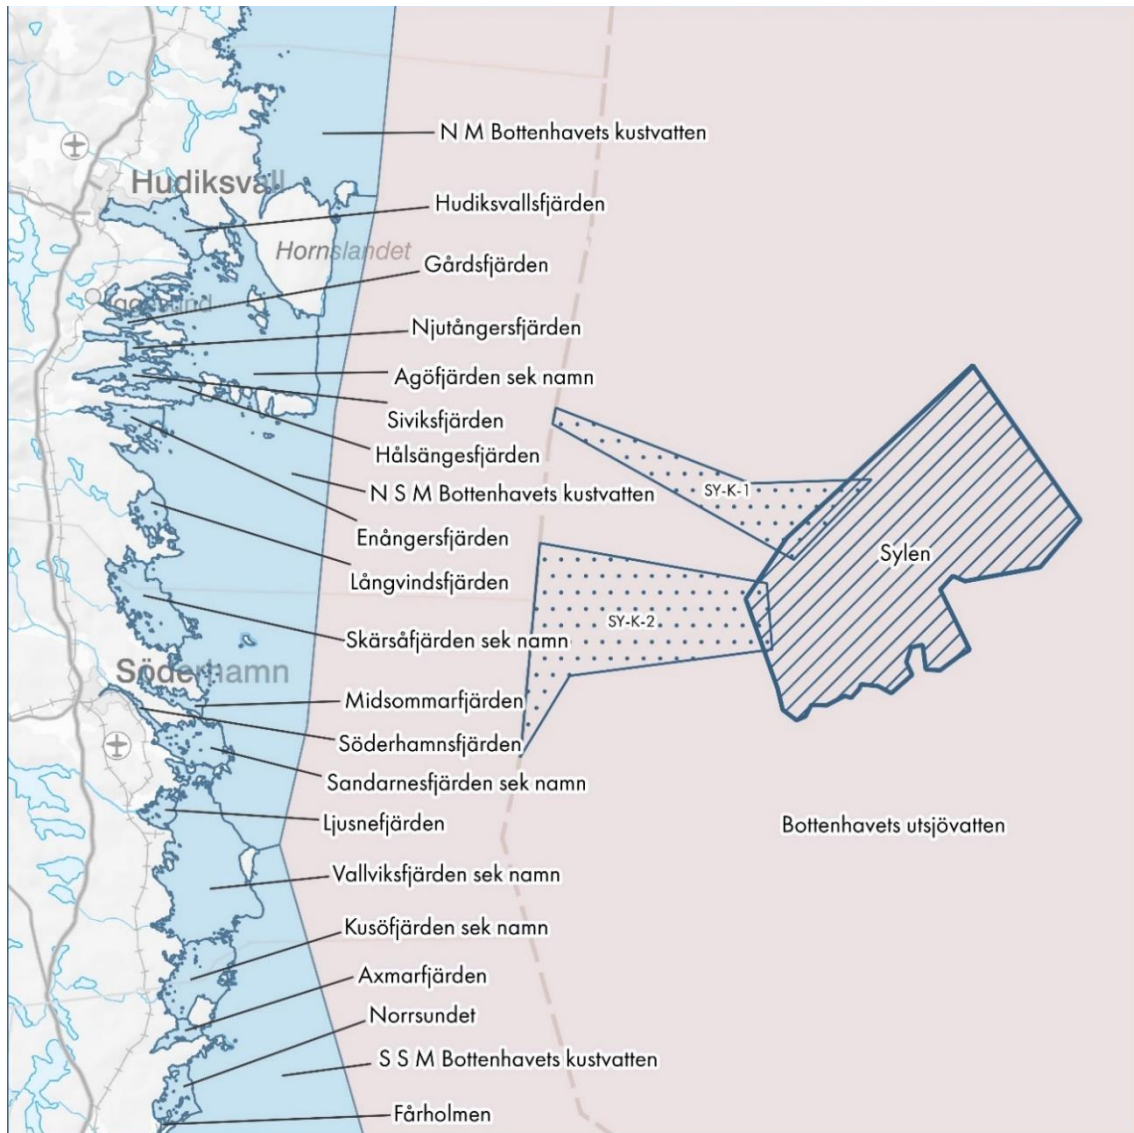 N M Bottenhavets kustvatten
Hudiksvall
Hudiksvallsfjärden
Hornslandet
Gårdsfjärden
Njutångersfjärden
Agöfjärden sek namn
Siviksfjärden
Hålsängesfjärden
N S M Bottenhavets kustvatten
SY-K-1
Enångersfjärden
Sylen
Långvindsfjärden
SY-K-2
Skärsåfjärden sek namn
Söderhamn
Midsommarfjärden
Söderhamnsfjärden
Sandarnesfjärden sek namn
Ljusnefjärden
Bottenhavets utsjövatten
Vallviksfjärden sek namn
Kusöfjärden sek namn
Axmarfjärden
Norrsundet
S S M Bottenhavets kustvatten
Fårholmen